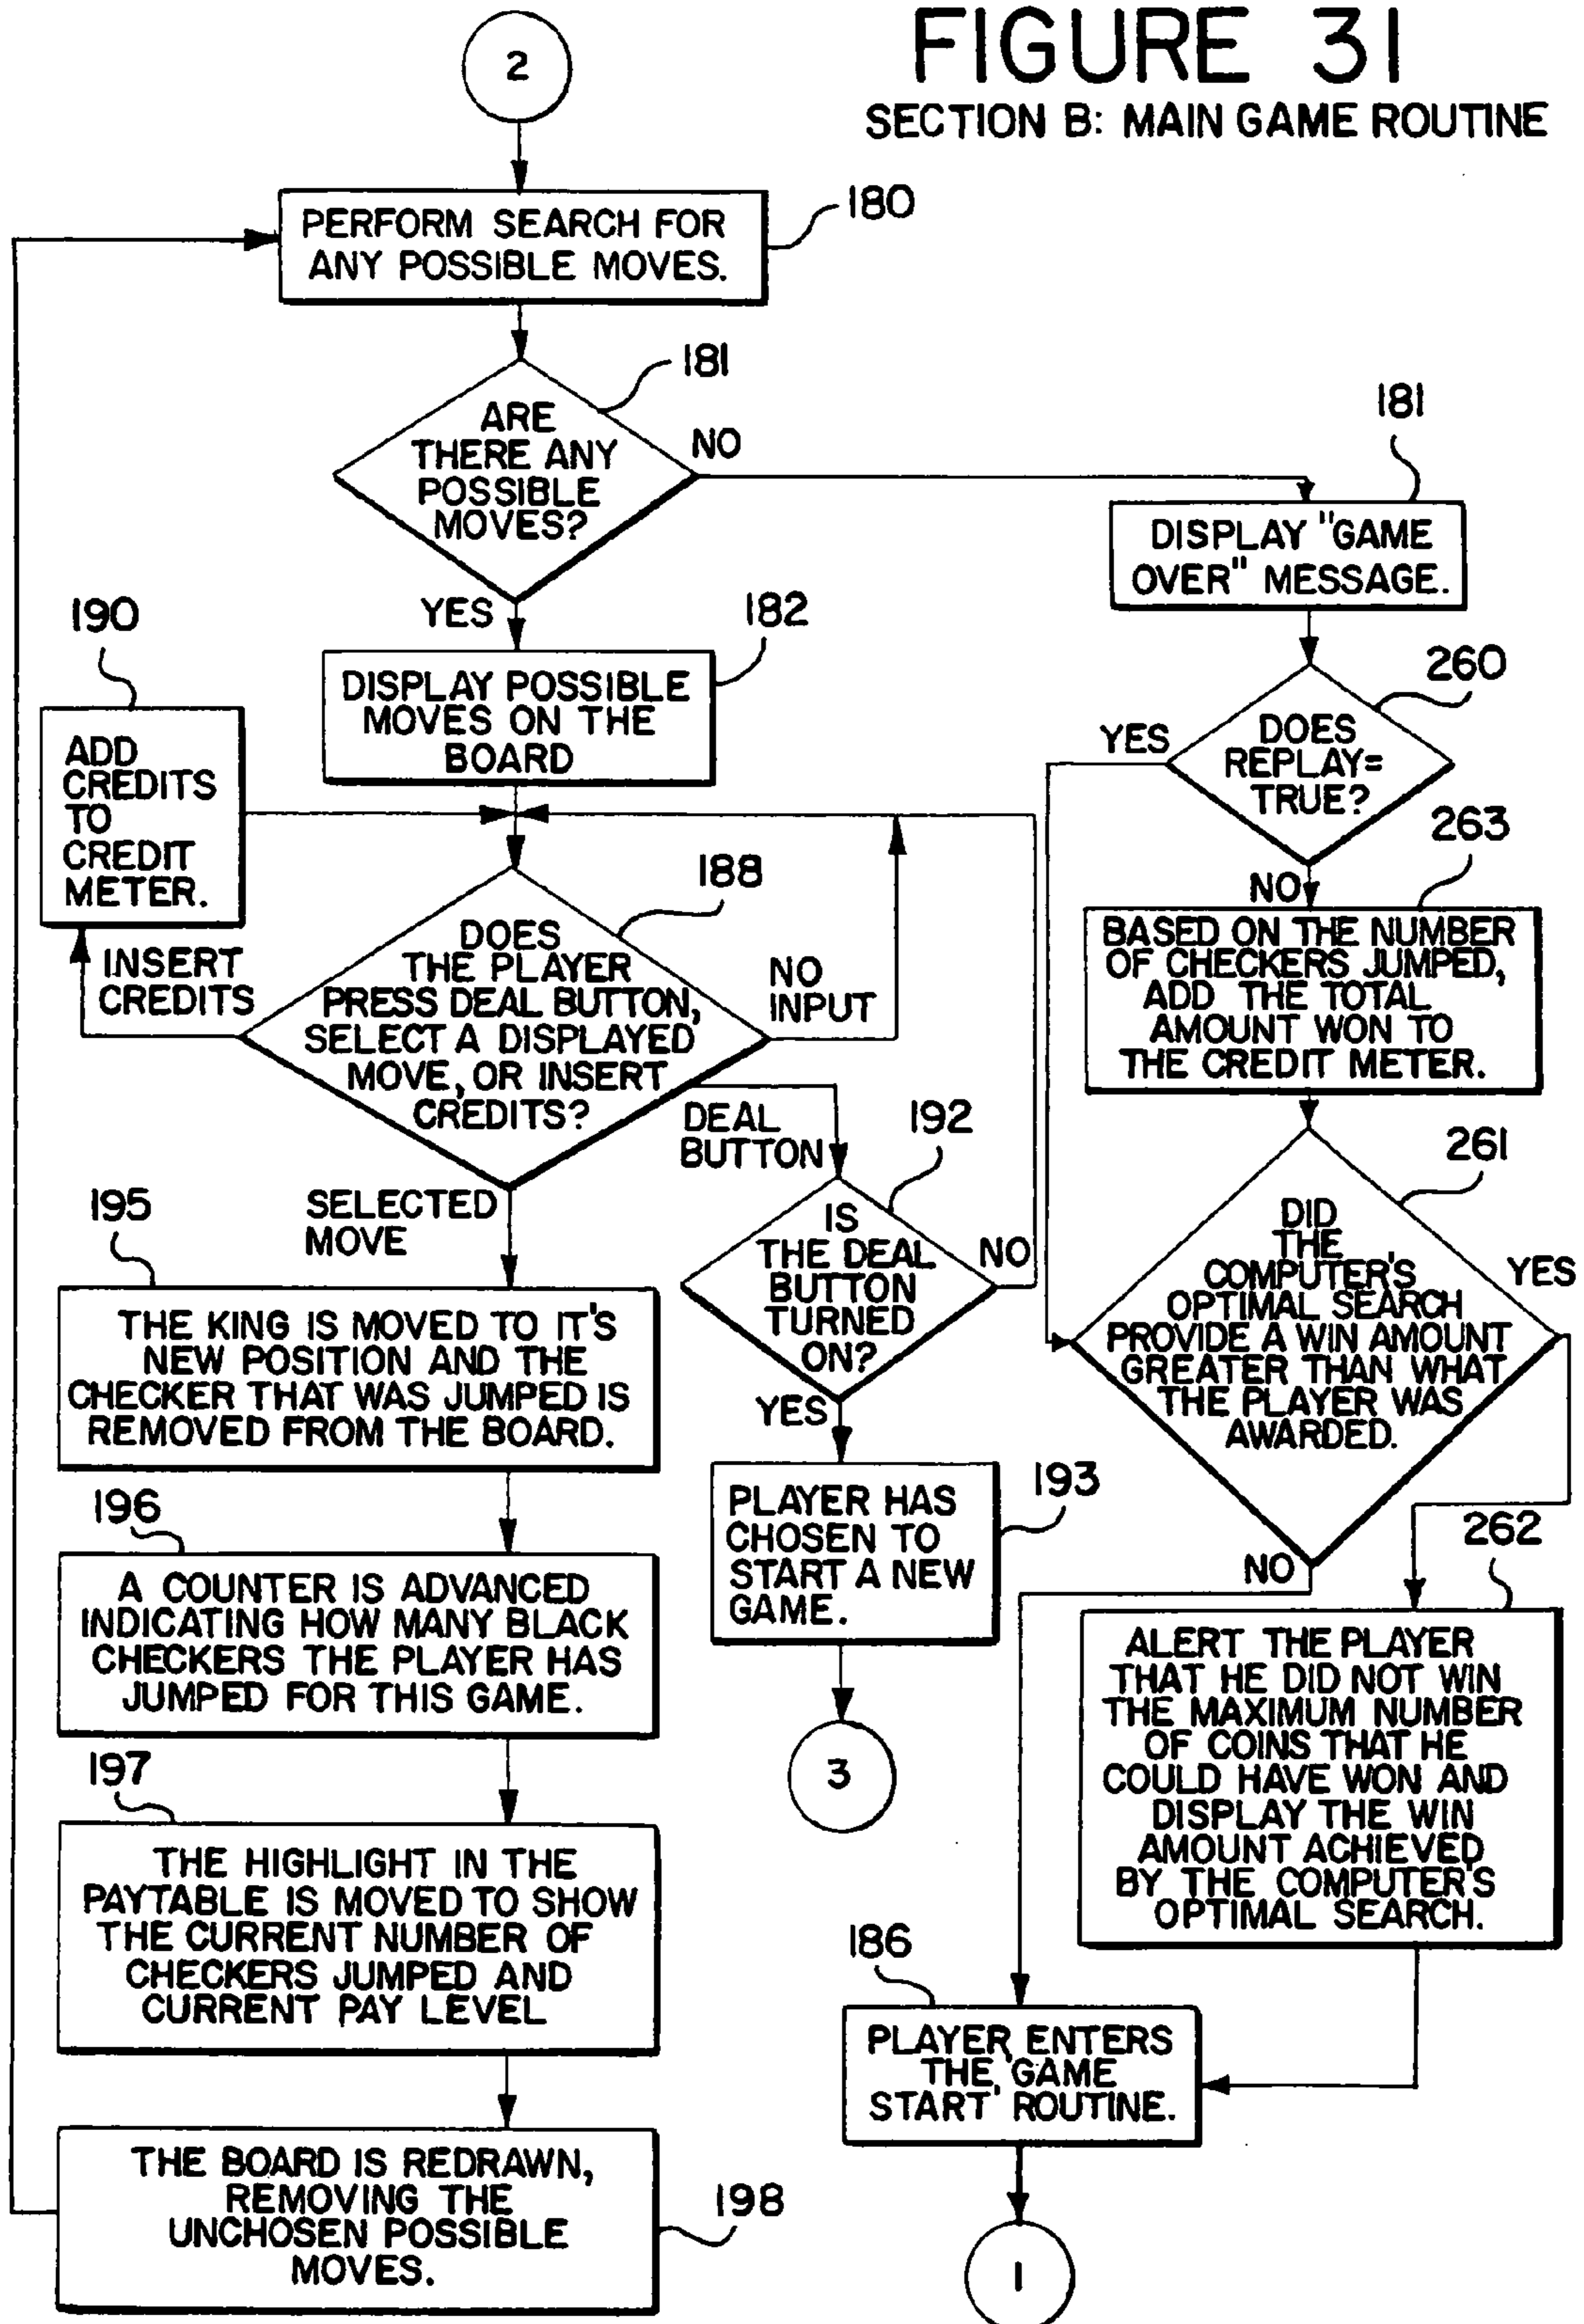 FIGURE 31
SECTION B: MAIN GAME ROUTINE
2
PERFORM SEARCH FOR
ANY POSSIBLE MOVES.
180
ARE
THERE ANY
POSSIBLE
MOVES?
181
NO
YES
181
DISPLAY "GAME
OVER" MESSAGE.
182
DISPLAY POSSIBLE
MOVES ON THE
BOARD
190
ADD
CREDITS
TO
CREDIT
METER.
INSERT
CREDITS
188
DOES
THE PLAYER
PRESS DEAL BUTTON,
SELECT A DISPLAYED
MOVE, OR INSERT
CREDITS?
NO
INPUT
DEAL
BUTTON
SELECTED
MOVE
260
DOES
REPLAY=
TRUE?
YES
NO
263
BASED ON THE NUMBER
OF CHECKERS JUMPED,
ADD THE TOTAL
AMOUNT WON TO
THE CREDIT METER.
192
IS
THE DEAL
BUTTON
TURNED
ON?
NO
YES
261
DID
THE
COMPUTER'S
OPTIMAL SEARCH
PROVIDE A WIN AMOUNT
GREATER THAN WHAT
THE PLAYER WAS
AWARDED.
YES
NO
195
THE KING IS MOVED TO IT'S
NEW POSITION AND THE
CHECKER THAT WAS JUMPED IS
REMOVED FROM THE BOARD.
193
PLAYER HAS
CHOSEN TO
START A NEW
GAME.
3
196
A COUNTER IS ADVANCED
INDICATING HOW MANY BLACK
CHECKERS THE PLAYER HAS
JUMPED FOR THIS GAME.
262
ALERT THE PLAYER
THAT HE DID NOT WIN
THE MAXIMUM NUMBER
OF COINS THAT HE
COULD HAVE WON AND
DISPLAY THE WIN
AMOUNT ACHIEVED
BY THE COMPUTER'S
OPTIMAL SEARCH.
197
THE HIGHLIGHT IN THE
PAYTABLE IS MOVED TO SHOW
THE CURRENT NUMBER OF
CHECKERS JUMPED AND
CURRENT PAY LEVEL
186
PLAYER ENTERS
THE 'GAME
START' ROUTINE.
1
198
THE BOARD IS REDRAWN,
REMOVING THE
UNCHOSEN POSSIBLE
MOVES.